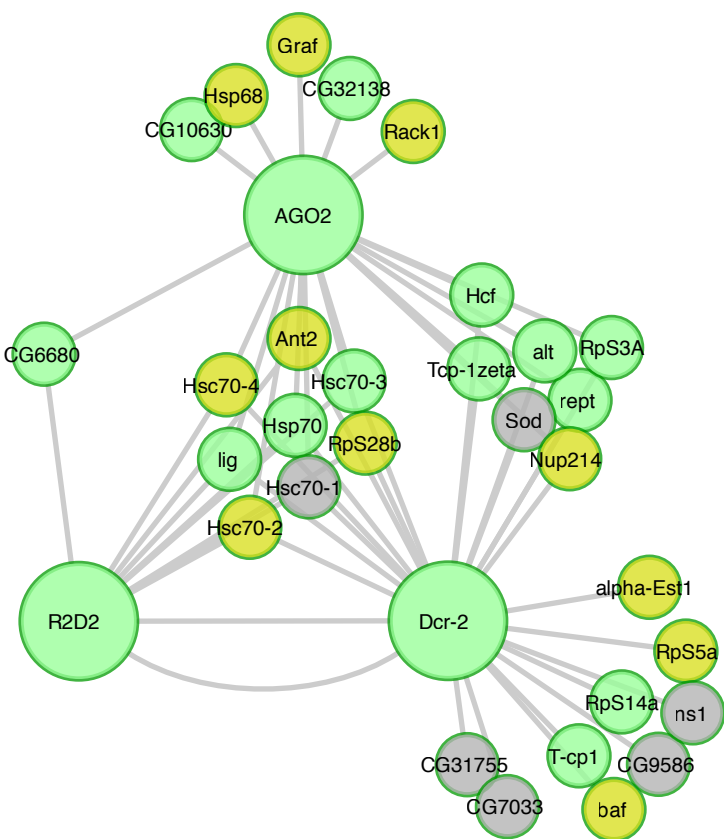 Graf
CG32138
Hsp68
CG10630
Rack1
AGO2
Hcf
CG6680
Ant2
Tcp-1zeta
alt
RpS3A
Hsc70-4
Hsc70-3
rept
Hsp70
Sod
RpS28b
lig
Nup214
Hsc70-1
Hsc70-2
R2D2
Dcr-2
alpha-Est1
RpS5a
RpS14a
ns1
T-cp1
CG31755
CG9586
CG7033
baf